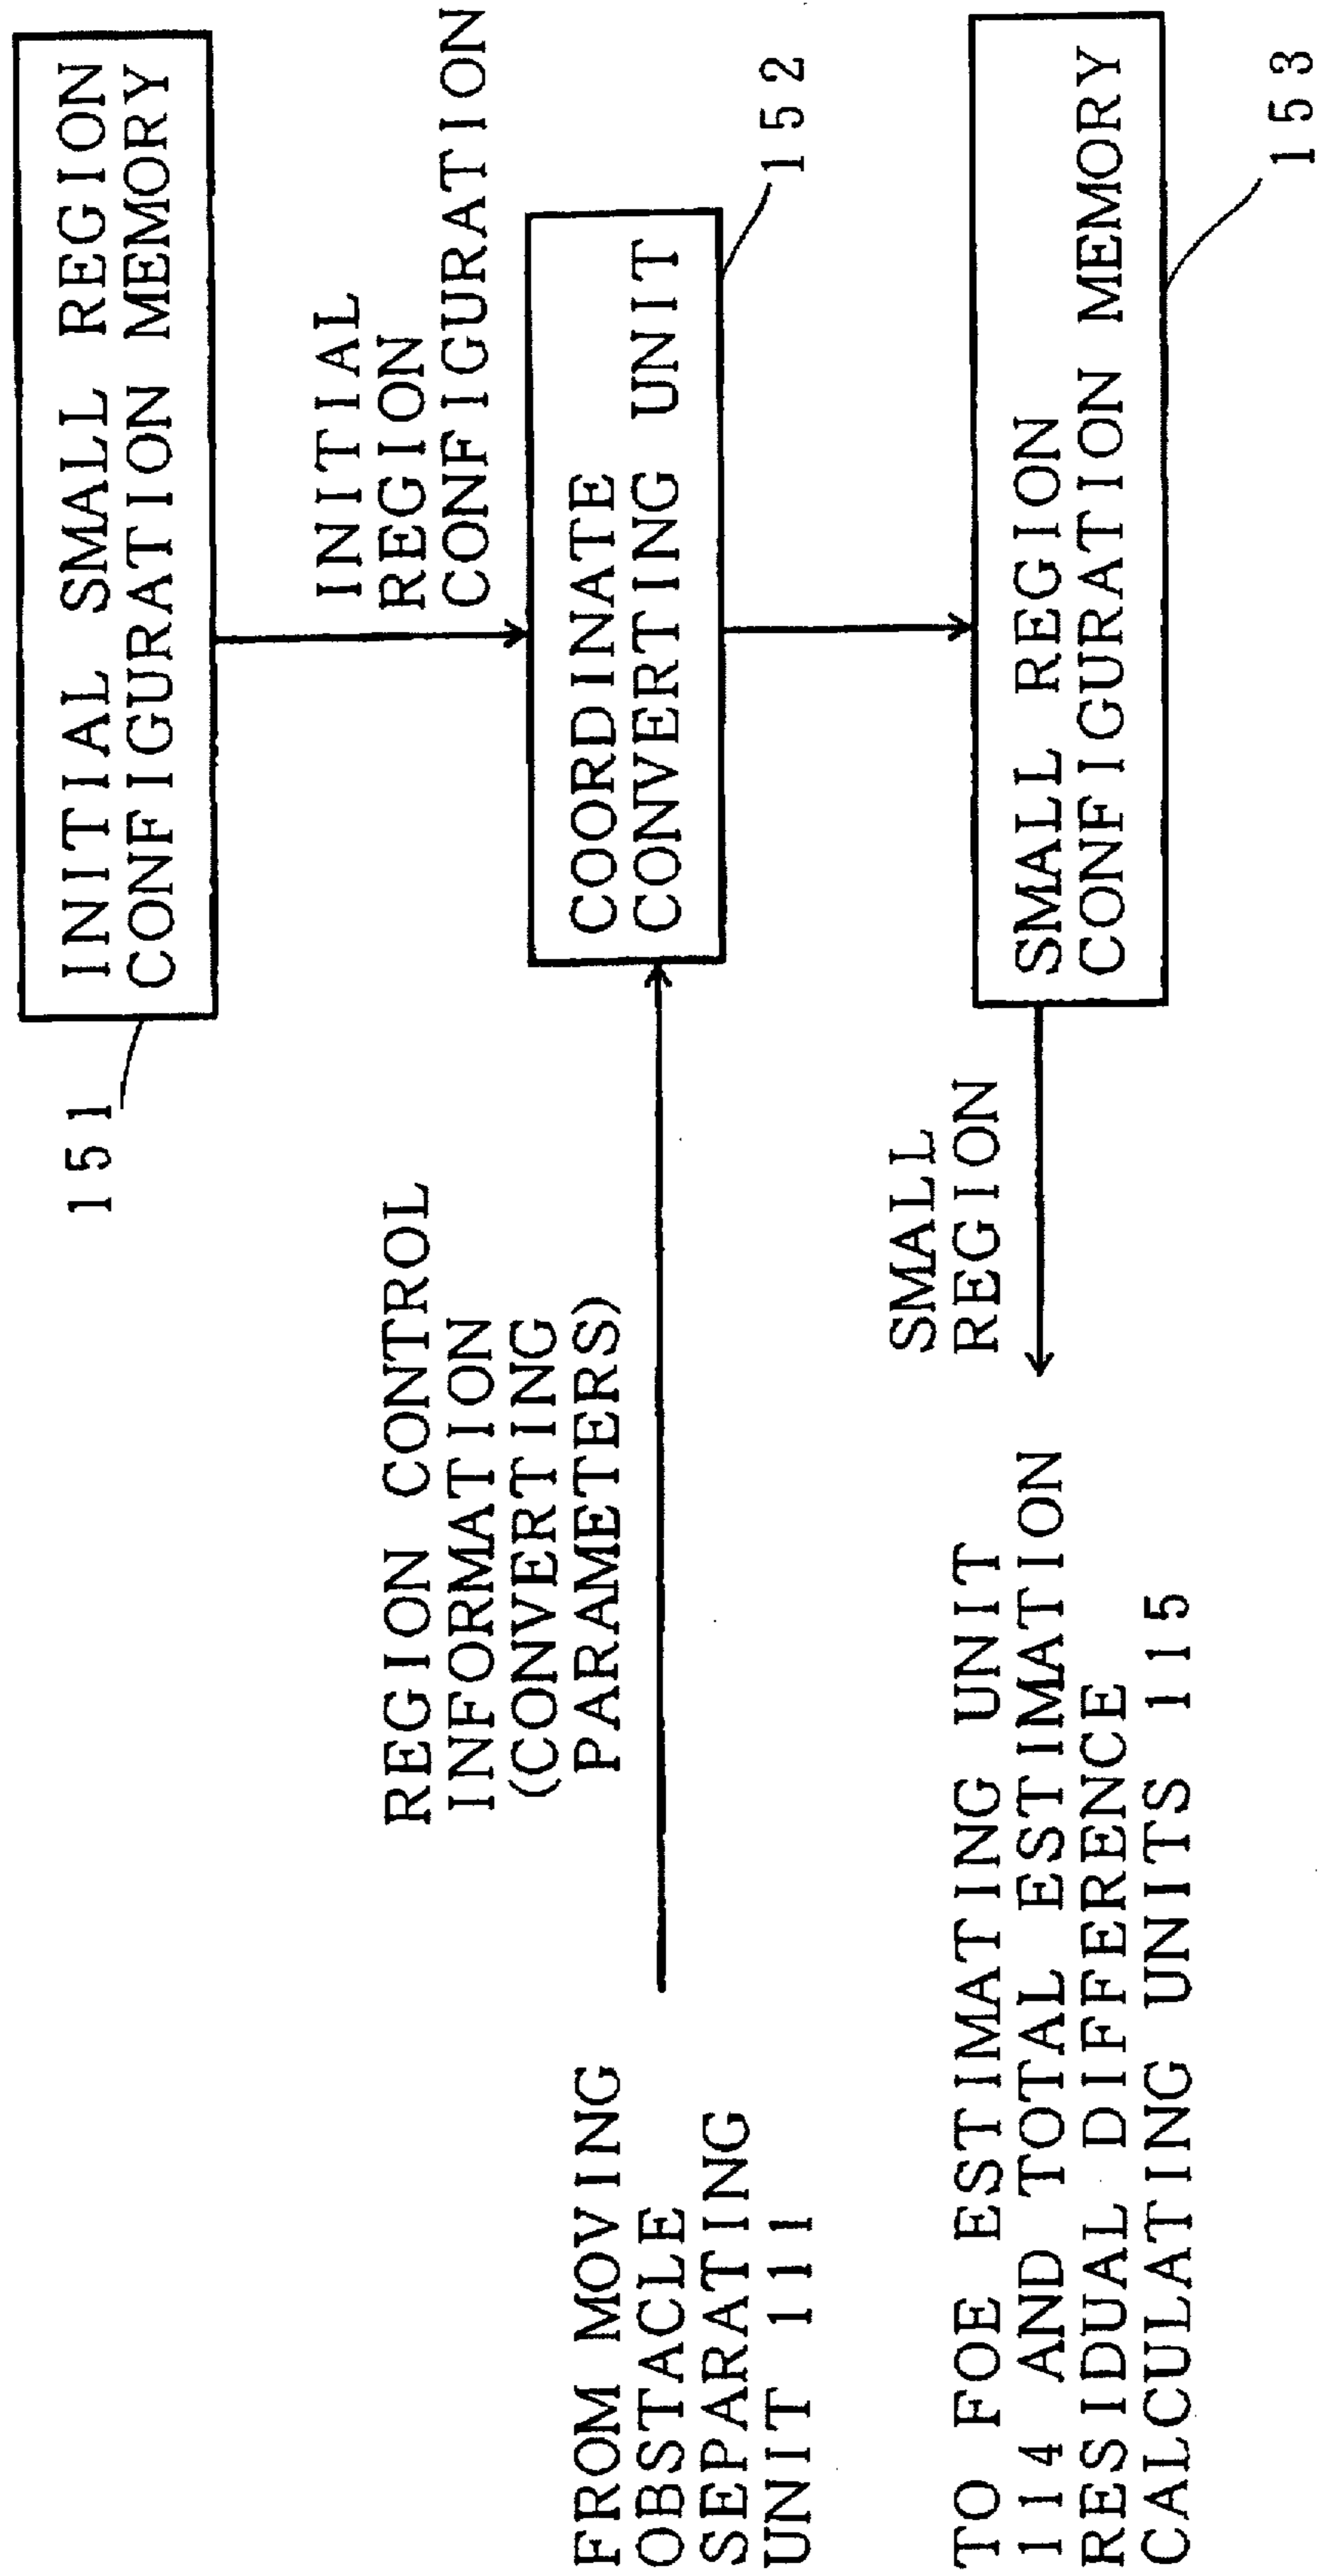 INITIAL SMALL REGION
CONFIGURATION MEMORY
151
INITIAL
REGION
CONFIGURATION
REGION CONTROL
INFORMATION
(CONVERTING
PARAMETERS)
FROM MOVING
OBSTACLE
SEPARATING
UNIT 111
COORDINATE
CONVERTING UNIT
152
SMALL
REGION
TO FOE ESTIMATING UNIT
114 AND TOTAL ESTIMATION
RESIDUAL DIFFERENCE
CALCULATING UNITS 115
SMALL REGION
CONFIGURATION MEMORY
153